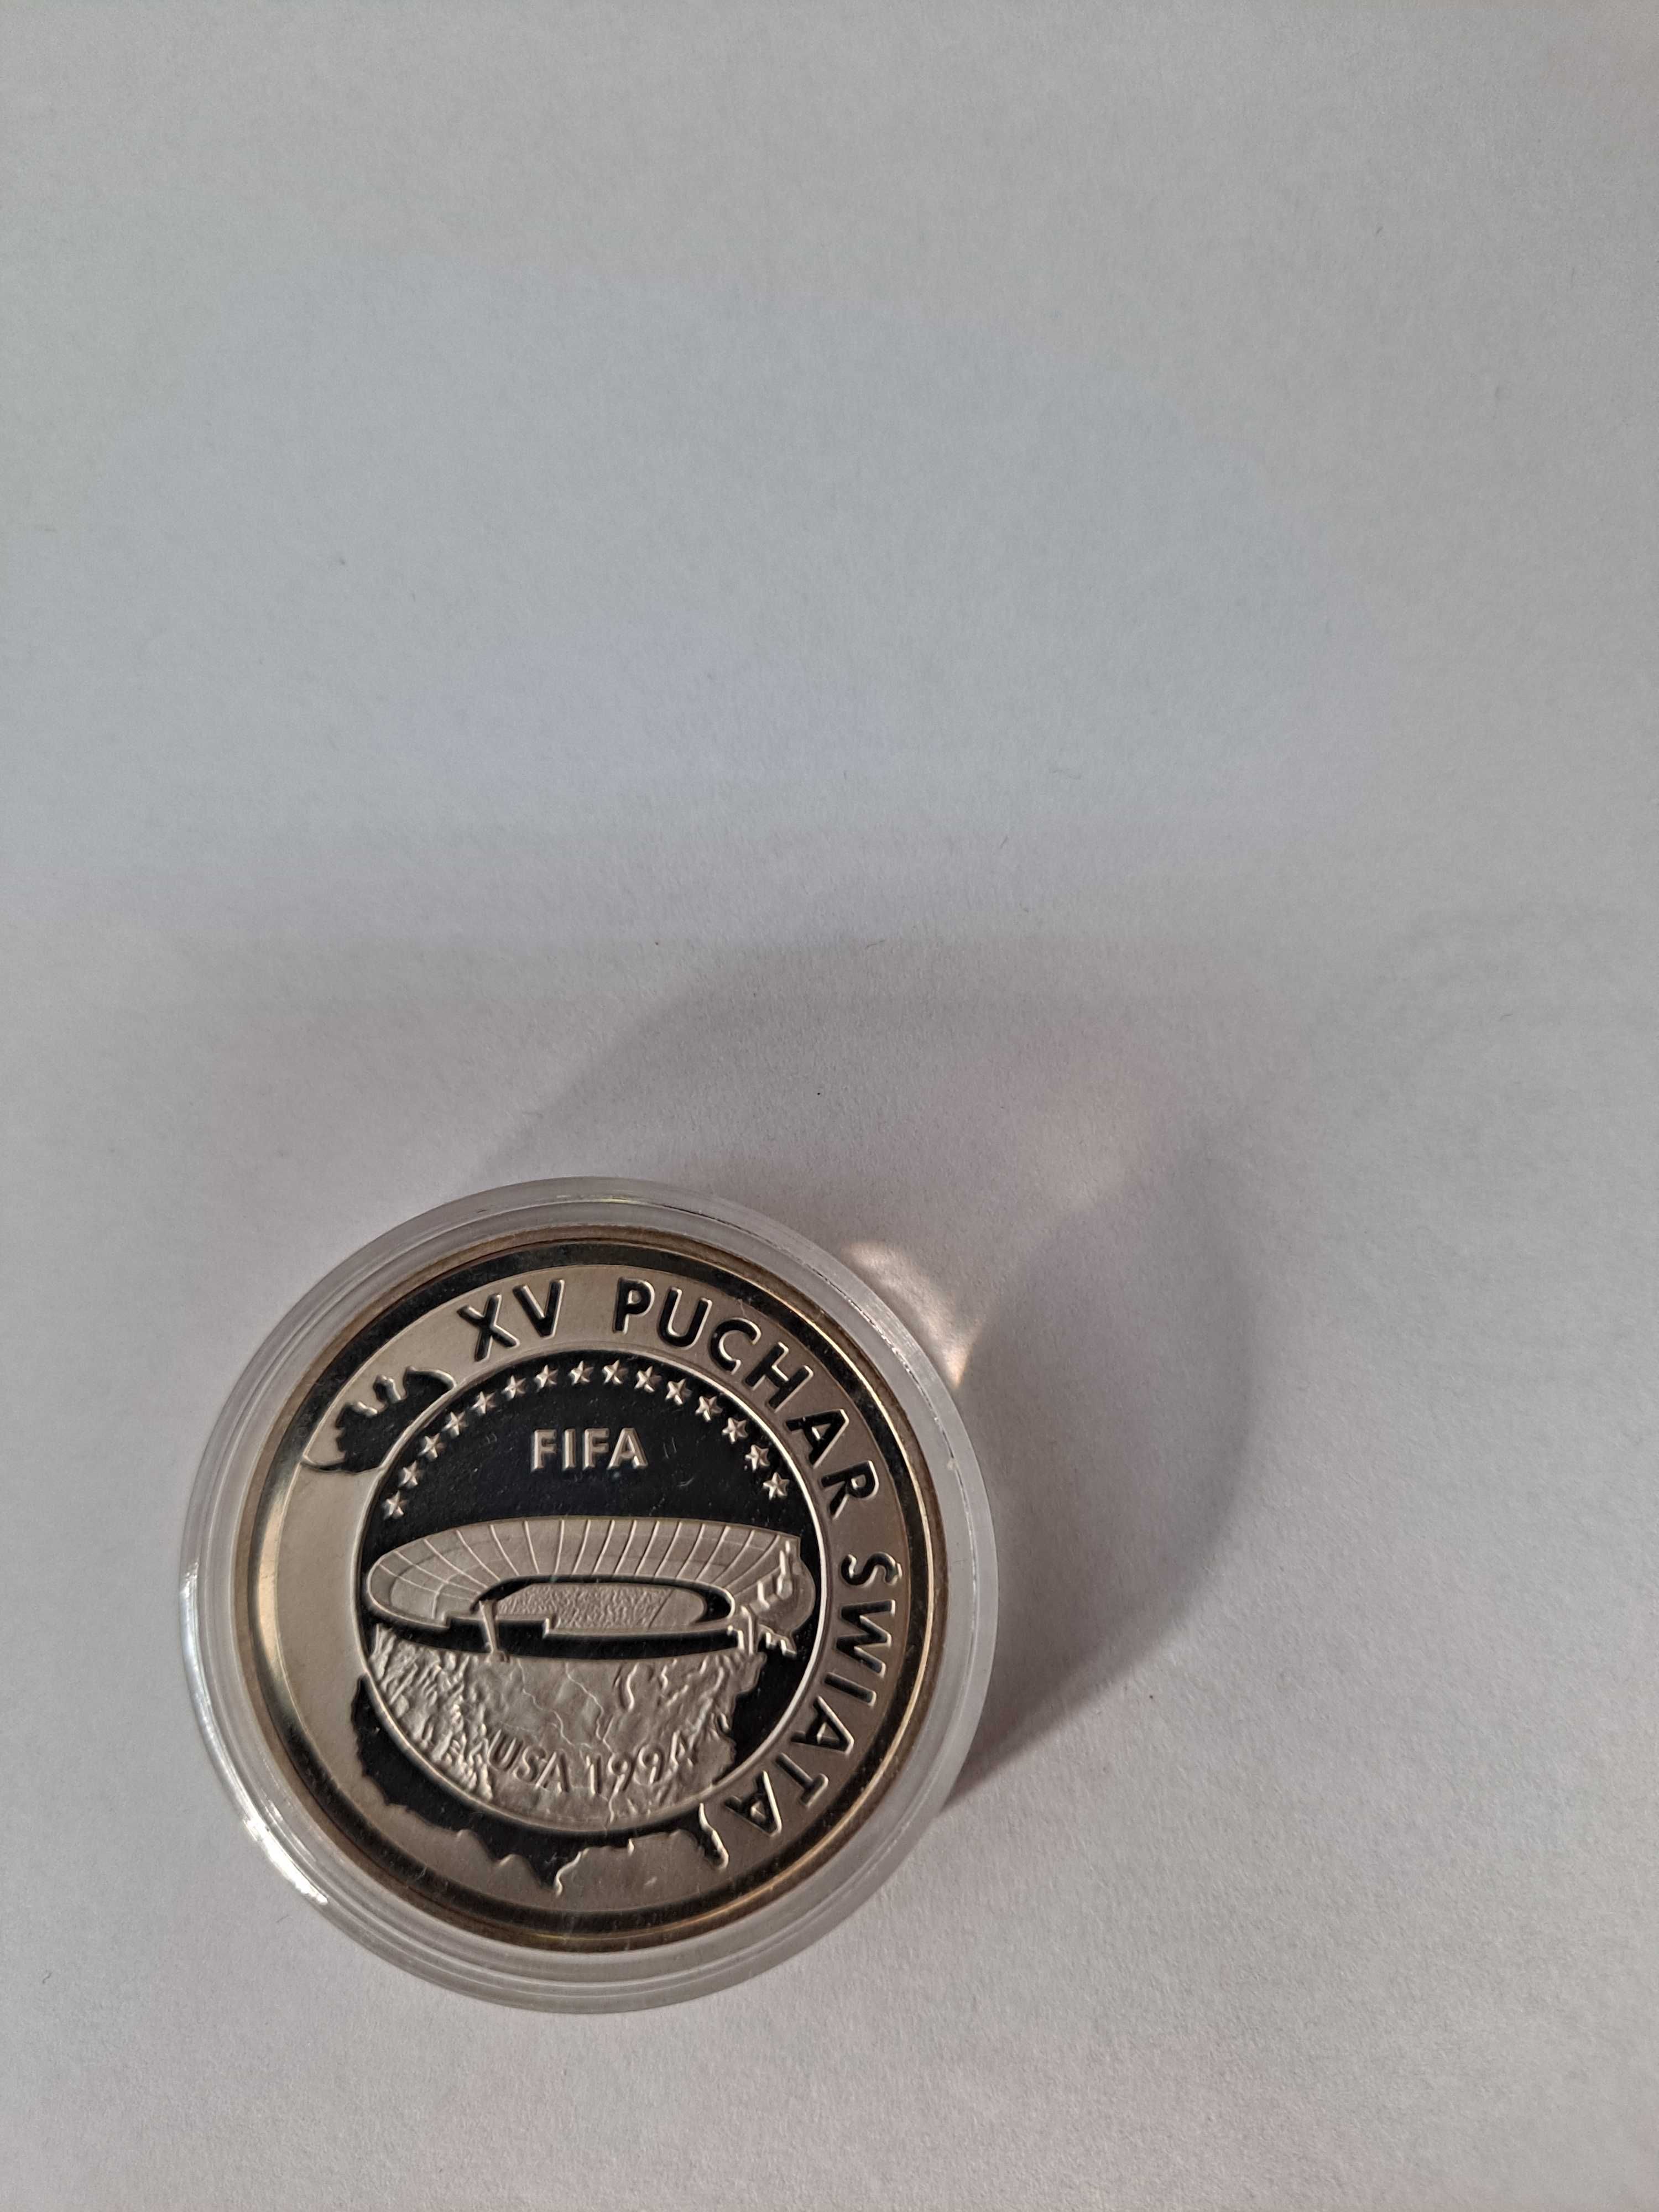 XV PUCHAR ŚWIATA
FIFA
USA 1994